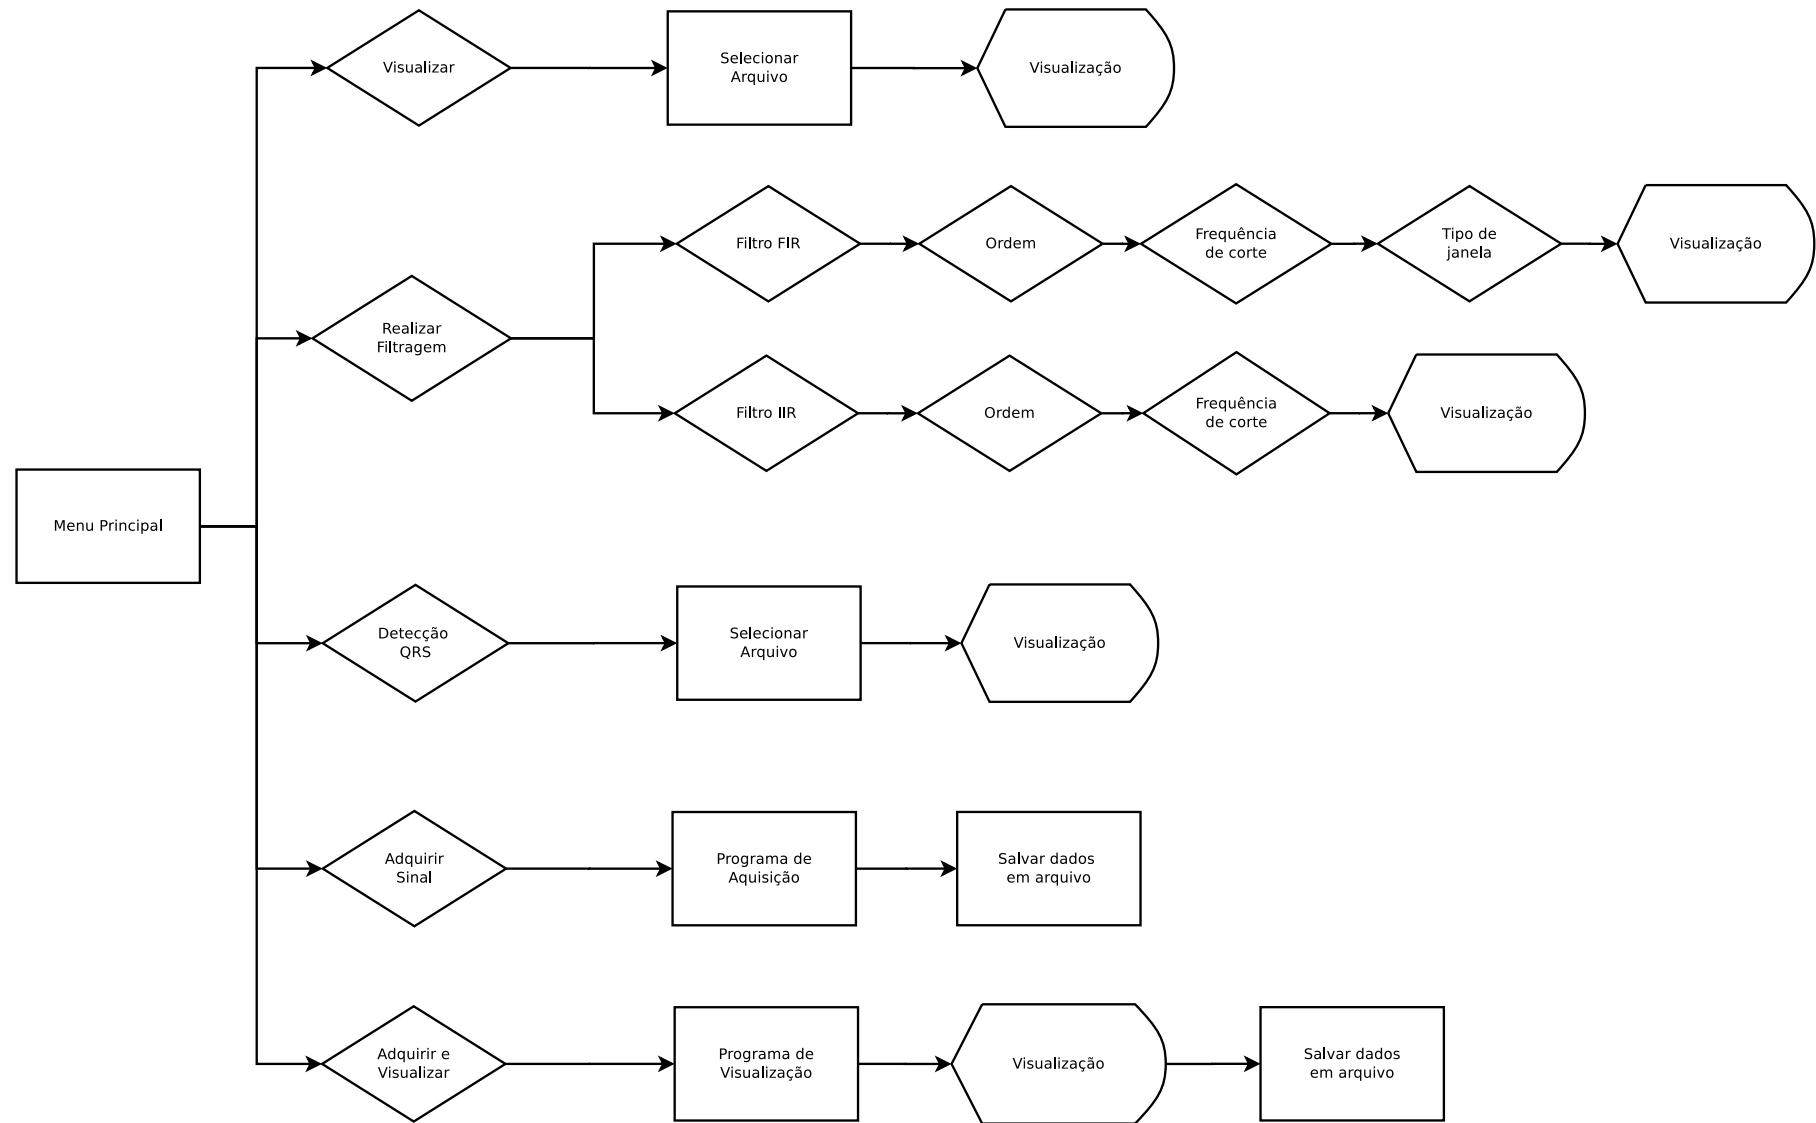 Visualizar
Selecionar
Arquivo
Visualização
Filtro FIR
Ordem
Frequência
de corte
Tipo de
janela
Visualização
Realizar
Filtragem
Filtro IIR
Ordem
Frequência
de corte
Visualização
Menu Principal
Detecção
QRS
Selecionar
Arquivo
Visualização
Adquirir
Sinal
Programa de
Aquisição
Salvar dados
em arquivo
Adquirir e
Visualizar
Programa de
Visualização
Visualização
Salvar dados
em arquivo